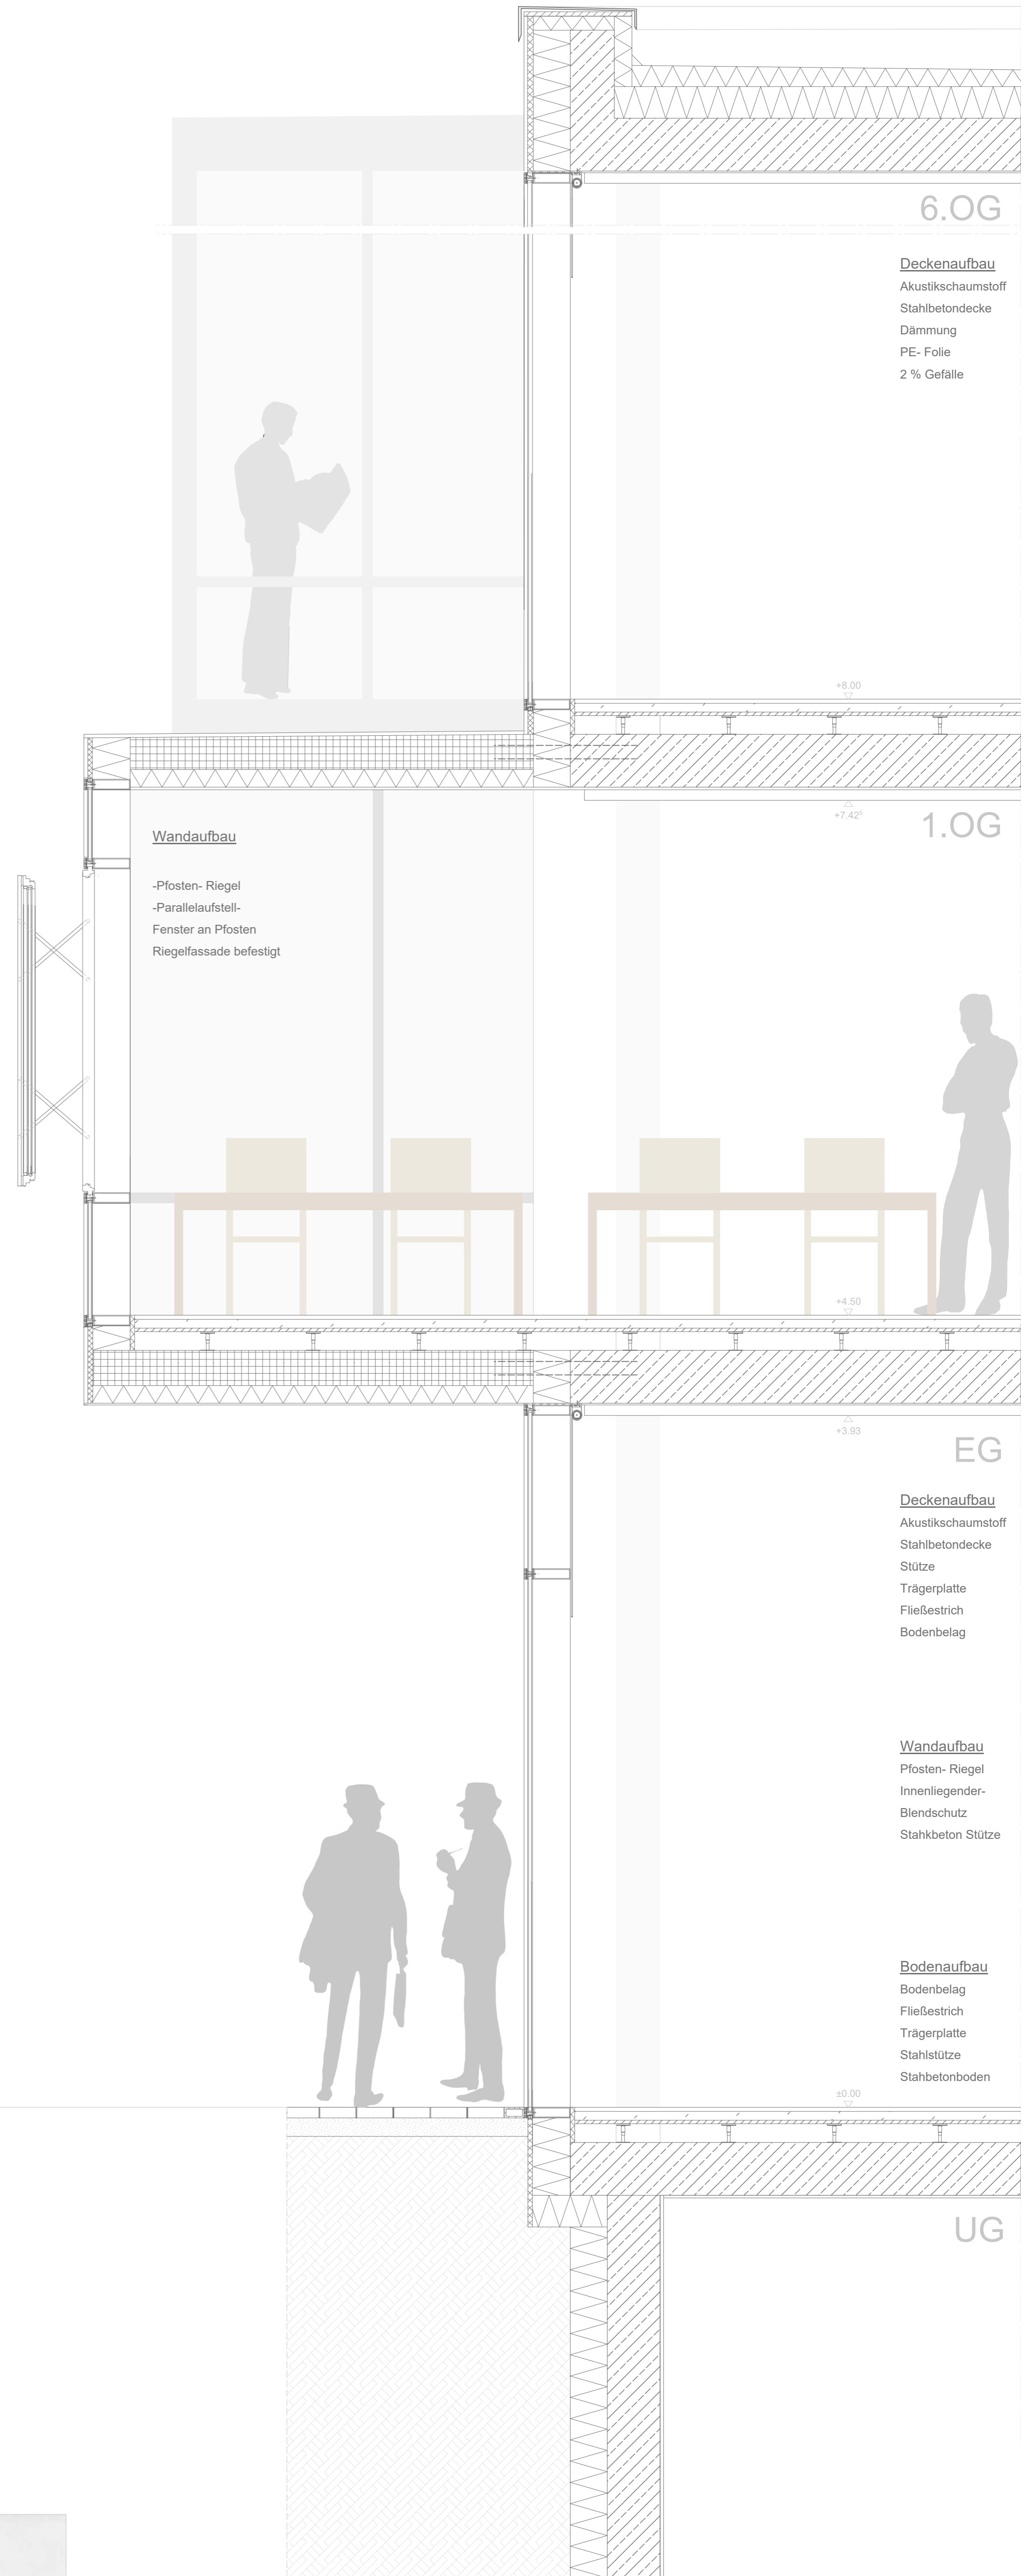 6.OG
Deckenaufbau
Akustikschaumstoff
Stahlbetondecke
Dämmung
PE- Folie
2 % Gefälle
+8.00
+7.42⁵
1.OG
Wandaufbau
-Pfosten- Riegel
-Parallelaufstell-
Fenster an Pfosten
Riegelfassade befestigt
+4.50
+3.93
EG
Deckenaufbau
Akustikschaumstoff
Stahlbetondecke
Stütze
Trägerplatte
Fließestrich
Bodenbelag
Wandaufbau
Pfosten- Riegel
Innenliegender-
Blendschutz
Stahkbeton Stütze
Bodenaufbau
Bodenbelag
Fließestrich
Trägerplatte
Stahlstütze
Stahbetonboden
±0.00
UG